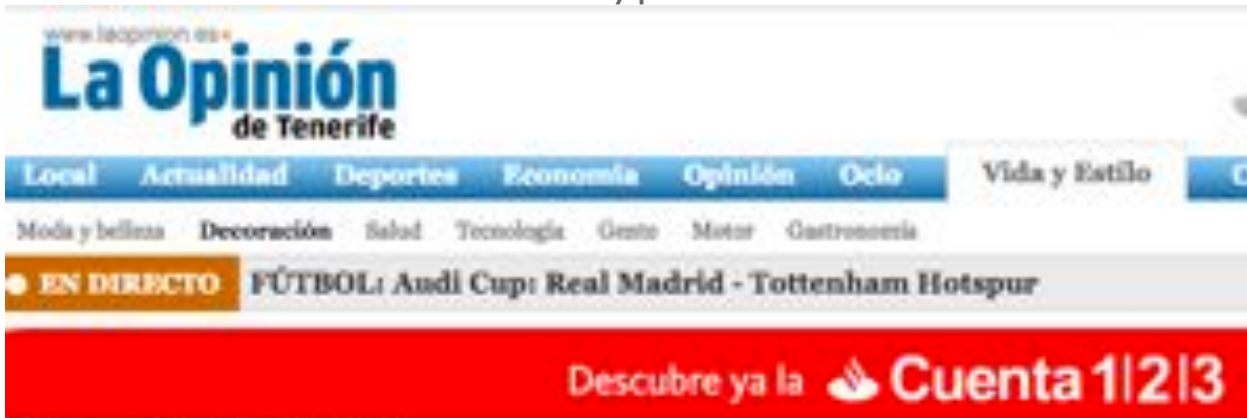 www.laopinion.es
La Opinión
de Tenerife
Local Actualidad Deportes Economía Opinión Ocio Vida y Estilo
Moda y belleza Decoración Salud Tecnología Gente Motor Gastronomía
EN DIRECTO FÚTBOL: Audi Cup: Real Madrid - Tottenham Hotspur
Descubre ya la Cuenta 1|2|3